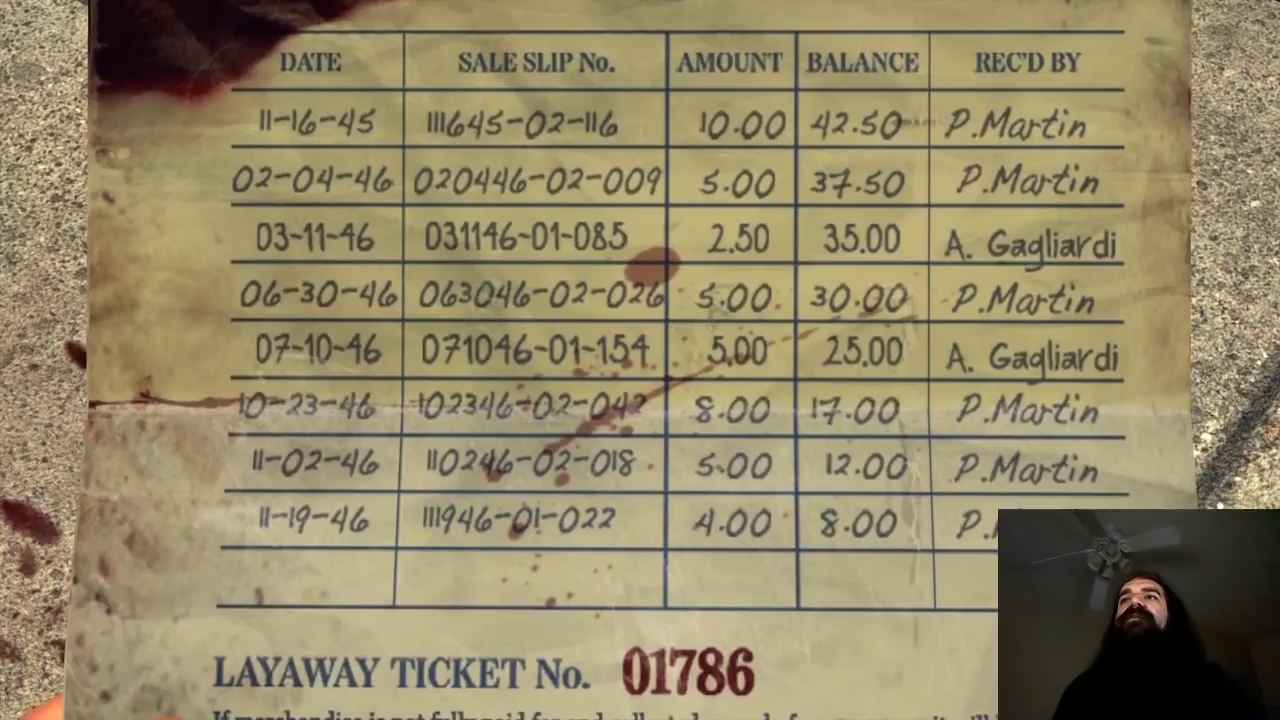 DATE SALE SLIP No. AMOUNT BALANCE REC'D BY
11-16-45 111645-02-116 10.00 42.50 P.Martin
02-04-46 020446-02-009 5.00 37.50 P.Martin
03-11-46 031146-01-085 2.50 35.00 A. Gagliardi
06-30-46 063046-02-026 5.00 30.00 P.Martin
07-10-46 071046-01-154 5.00 25.00 A. Gagliardi
10-23-46 102346-02-042 8.00 17.00 P.Martin
11-02-46 110246-02-018 5.00 12.00 P.Martin
11-19-46 111946-01-022 4.00 8.00 P.
LAYAWAY TICKET No. 01786